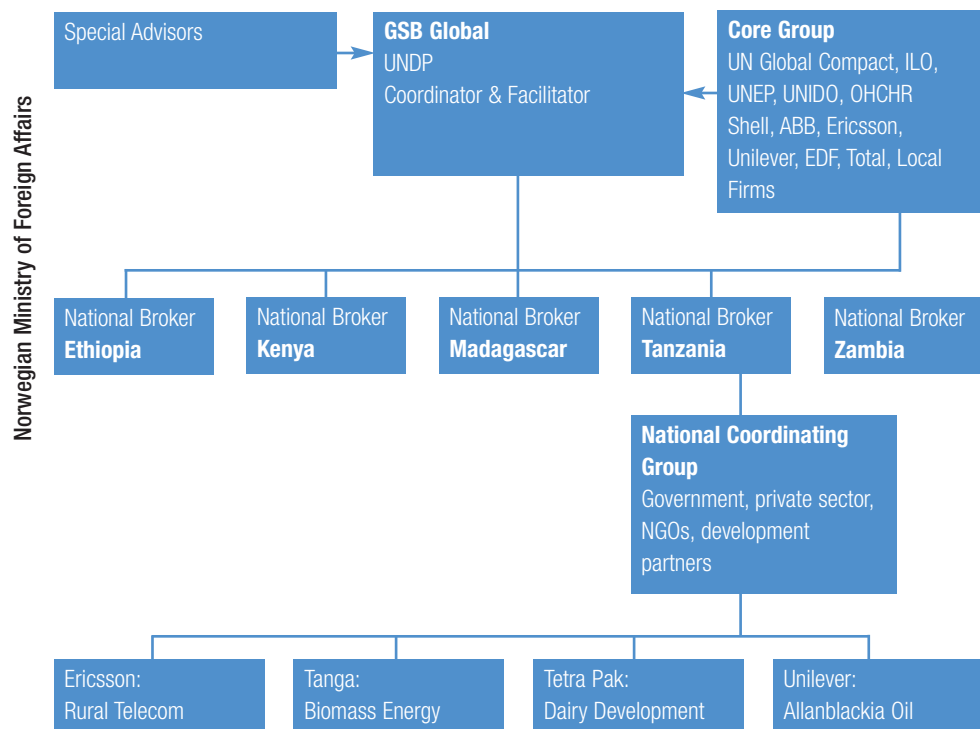 Norwegian Ministry of Foreign Affairs
Special Advisors
GSB Global
UNDP
Coordinator & Facilitator
Core Group
UN Global Compact, ILO,
UNEP, UNIDO, OHCHR
Shell, ABB, Ericsson,
Unilever, EDF, Total, Local
Firms
National Broker
Ethiopia
National Broker
Kenya
National Broker
Madagascar
National Broker
Tanzania
National Broker
Zambia
National Coordinating
Group
Government, private sector,
NGOs, development
partners
Ericsson:
Rural Telecom
Tanga:
Biomass Energy
Tetra Pak:
Dairy Development
Unilever:
Allanblackia Oil